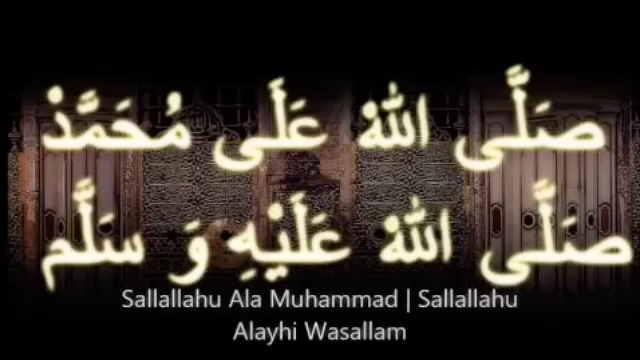 صَلَّى اللهُ عَلَى مُحَمَّدْ
صَلَّى اللهُ عَلَيْهِ وَ سَلَّم
Sallallahu Ala Muhammad | Sallallahu
Alayhi Wasallam